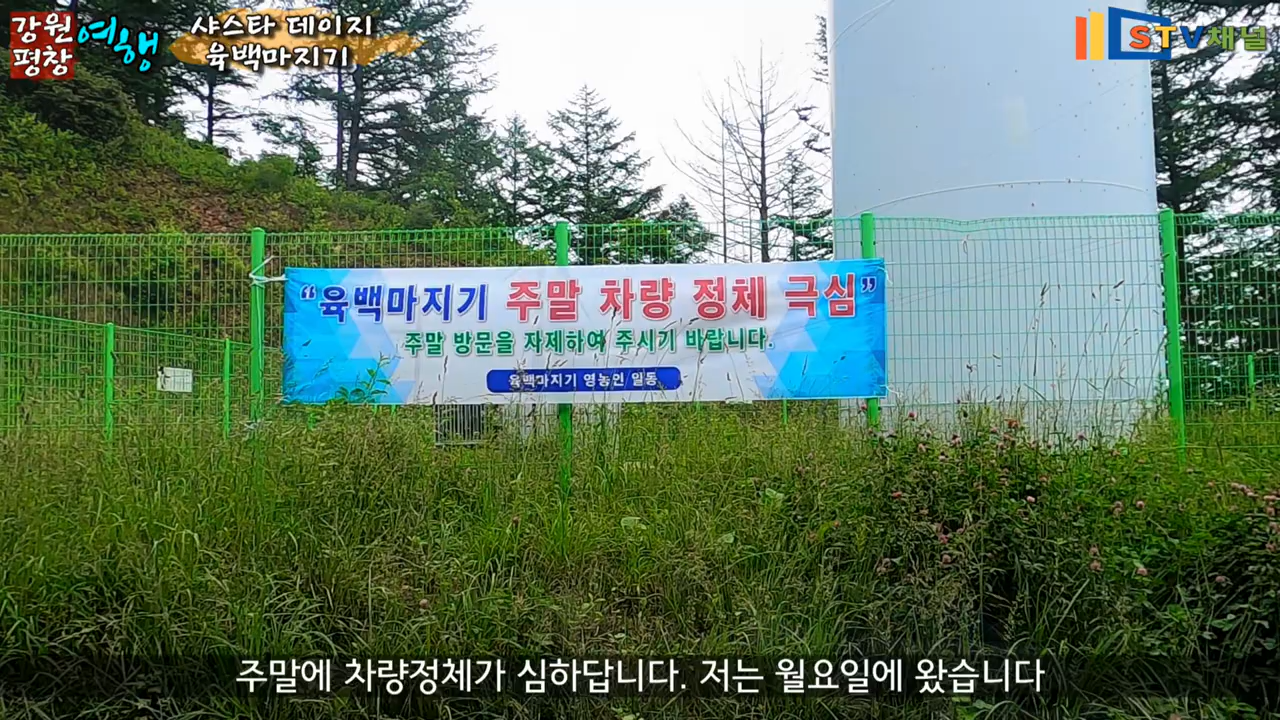 강원
평창
여행
샤스타 데이지
육백마지기
STV채널
“육백마지기 주말 차량 정체 극심”
주말 방문을 자제하여 주시기 바랍니다.
육백마지기 영농인 일동
주말에 차량정체가 심하답니다. 저는 월요일에 왔습니다